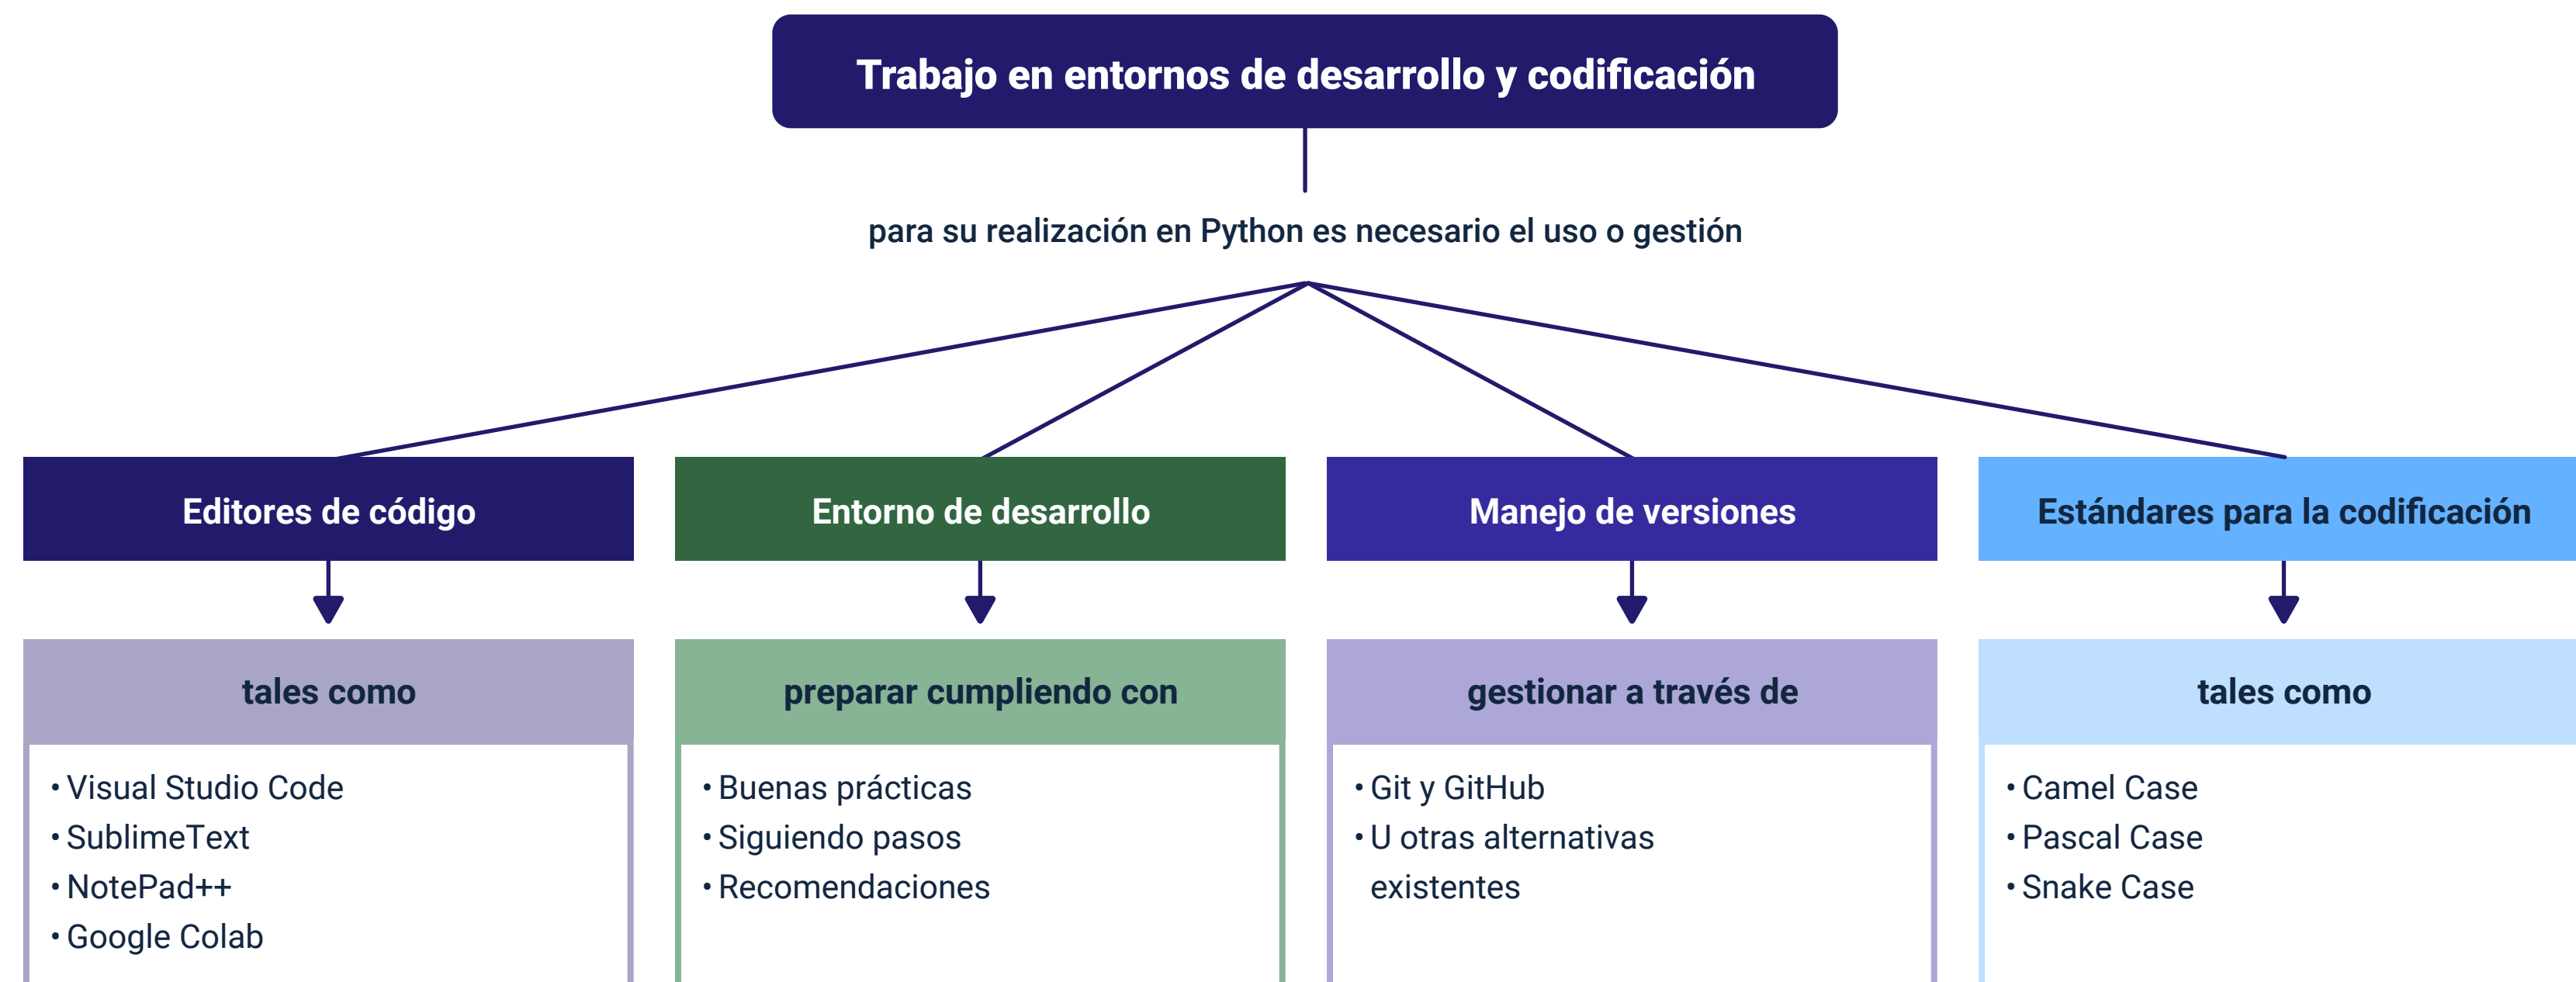 Trabajo en entornos de desarrollo y codificación
para su realización en Python es necesario el uso o gestión
Editores de código
tales como
• Visual Studio Code
• SublimeText
• NotePad++
• Google Colab
Entorno de desarrollo
preparar cumpliendo con
• Buenas prácticas
• Siguiendo pasos
• Recomendaciones
Manejo de versiones
gestionar a través de
• Git y GitHub
• U otras alternativas
existentes
Estándares para la codificación
tales como
• Camel Case
• Pascal Case
• Snake Case